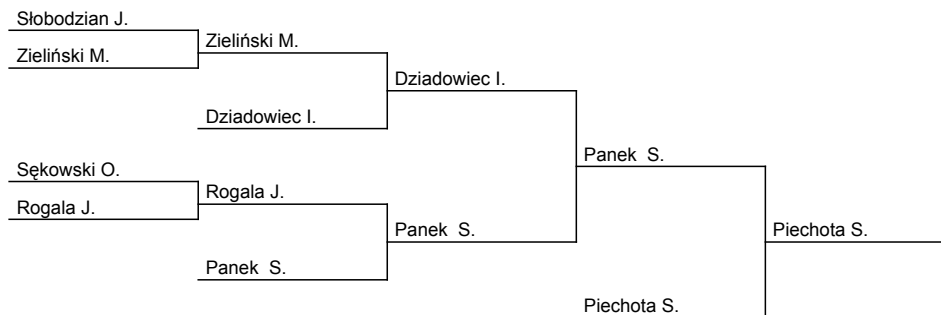 Słobodzian J.
Zieliński M.
Zieliński M.
Dziadowiec I.
Dziadowiec I.
Sękowski O.
Panek  S.
Rogala J.
Rogala J.
Panek  S.
Piechota S.
Panek  S.
Piechota S.